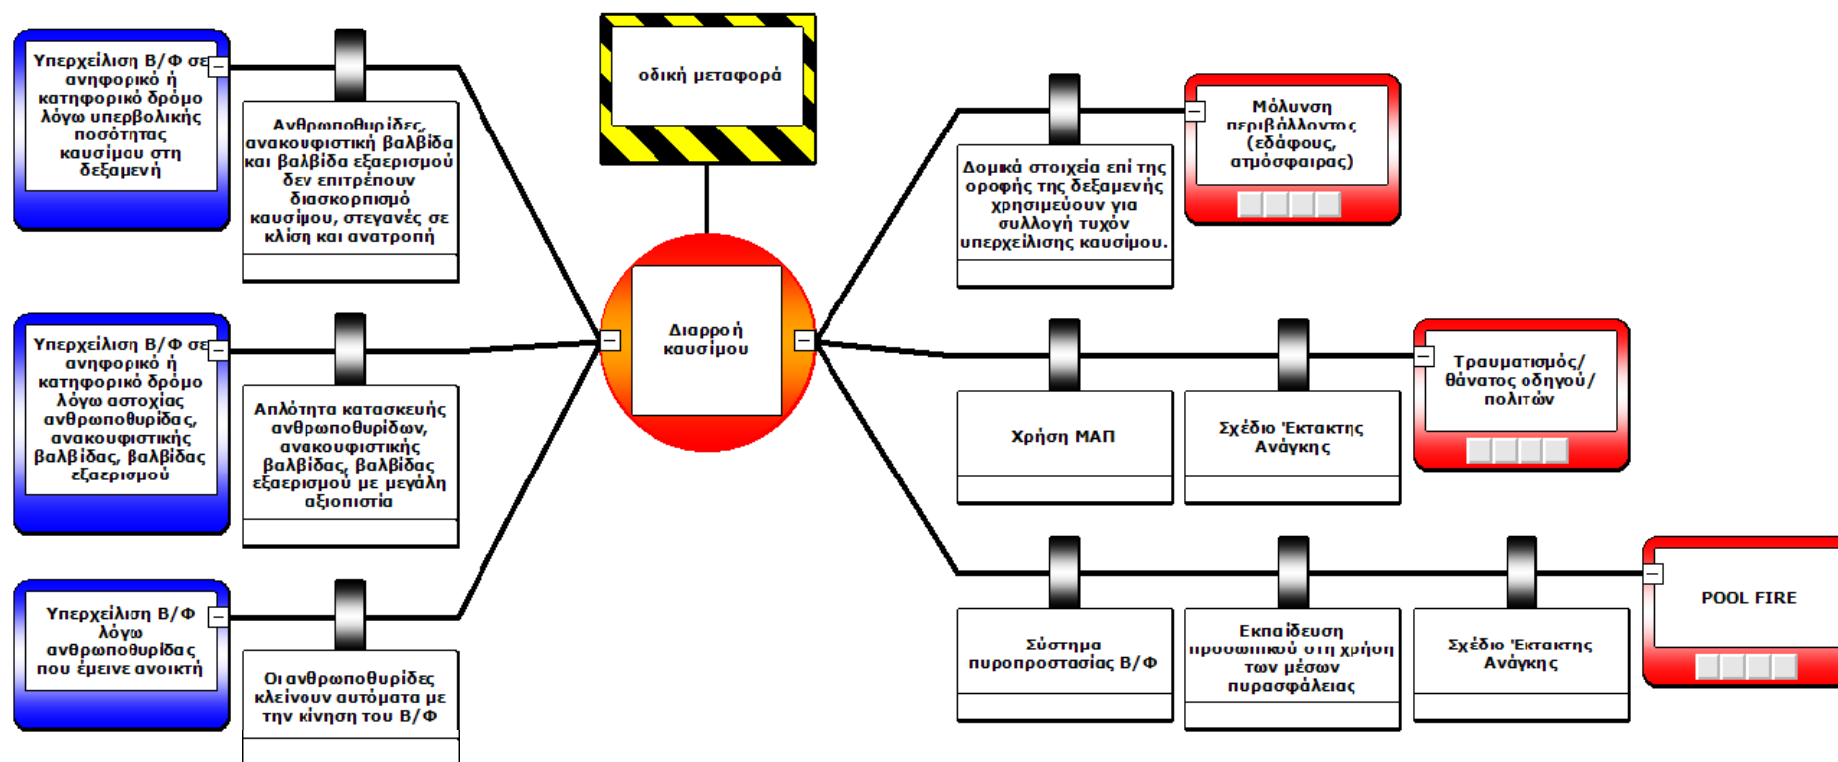 Υπερχείλιση Β/Φ σε
ανηφορικό ή
κατηφορικό δρόμο
λόγω υπερβολικής
ποσότητας
καυσίμου στη
δεξαμενή
Ανθρωποθυρίδες,
ανακουφιστική βαλβίδα
και βαλβίδα εξαερισμού
δεν επιτρέπουν
διασκορπισμό
καυσίμου, στεγανές σε
κλίση και ανατροπή
οδική μεταφορά
Δομικά στοιχεία επί της
οροφής της δεξαμενής
χρησιμεύουν για
συλλογή τυχόν
υπερχείλισης καυσίμου.
Μόλυνση
περιβάλλοντος
(εδάφους,
ατμόσφαιρας)
Υπερχείλιση Β/Φ σε
ανηφορικό ή
κατηφορικό δρόμο
λόγω αστοχίας
ανθρωποθυρίδας,
ανακουφιστικής
βαλβίδας, βαλβίδας
εξαερισμού
Απλότητα κατασκευής
ανθρωποθυρίδων,
ανακουφιστικής
βαλβίδας, βαλβίδας
εξαερισμού με μεγάλη
αξιοπιστία
Διαρροή
καυσίμου
Χρήση ΜΑΠ
Σχέδιο Έκτακτης
Ανάγκης
Τραυματισμός/
θάνατος οδηγού/
πολιτών
Υπερχείλιση Β/Φ
λόγω
ανθρωποθυρίδας
που έμεινε ανοικτή
Οι ανθρωποθυρίδες
κλείνουν αυτόματα με
την κίνηση του Β/Φ
Σύστημα
πυροπροστασίας Β/Φ
Εκπαίδευση
προσωπικού στη χρήση
των μέσων
πυρασφάλειας
Σχέδιο Έκτακτης
Ανάγκης
POOL FIRE